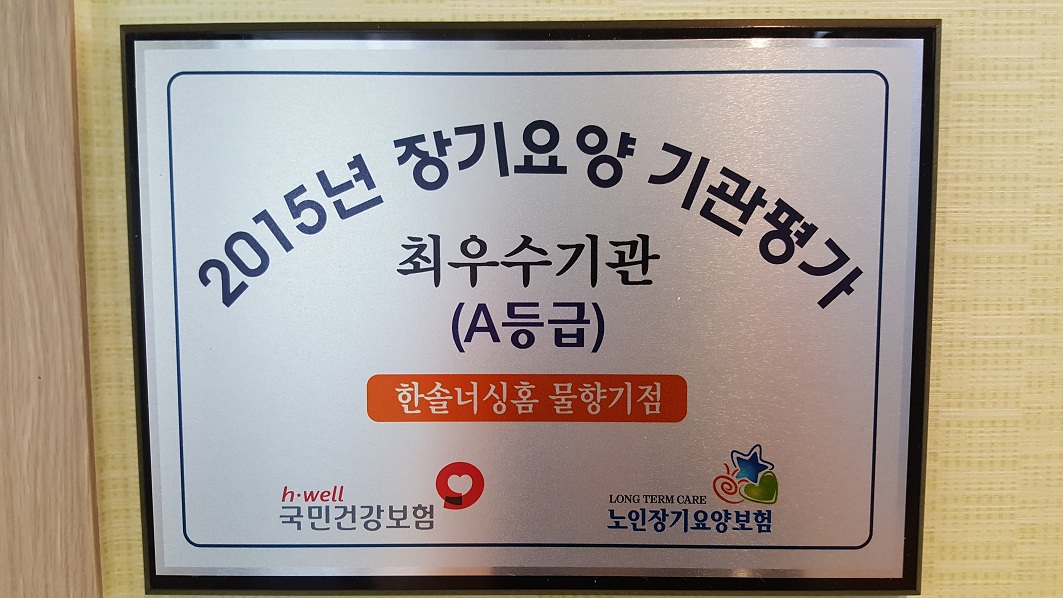 2015년 장기요양 기관평가
최우수기관
(A등급)
한솔너싱홈 물향기점
h·well
국민건강보험
LONG TERM CARE
노인장기요양보험